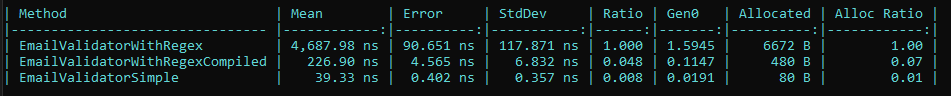 | Method                          | Mean        | Error     | StdDev     | Ratio | Gen0   | Allocated | Alloc Ratio |
|-------------------------------- |------------:|----------:|-----------:|------:|-------:|----------:|------------:|
| EmailValidatorWithRegex         | 4,687.98 ns | 90.651 ns | 117.871 ns | 1.000 | 1.5945 |    6672 B |        1.00 |
| EmailValidatorWithRegexCompiled |   226.90 ns |  4.565 ns |   6.832 ns | 0.048 | 0.1147 |     480 B |        0.07 |
| EmailValidatorSimple            |    39.33 ns |  0.402 ns |   0.357 ns | 0.008 | 0.0191 |      80 B |        0.01 |